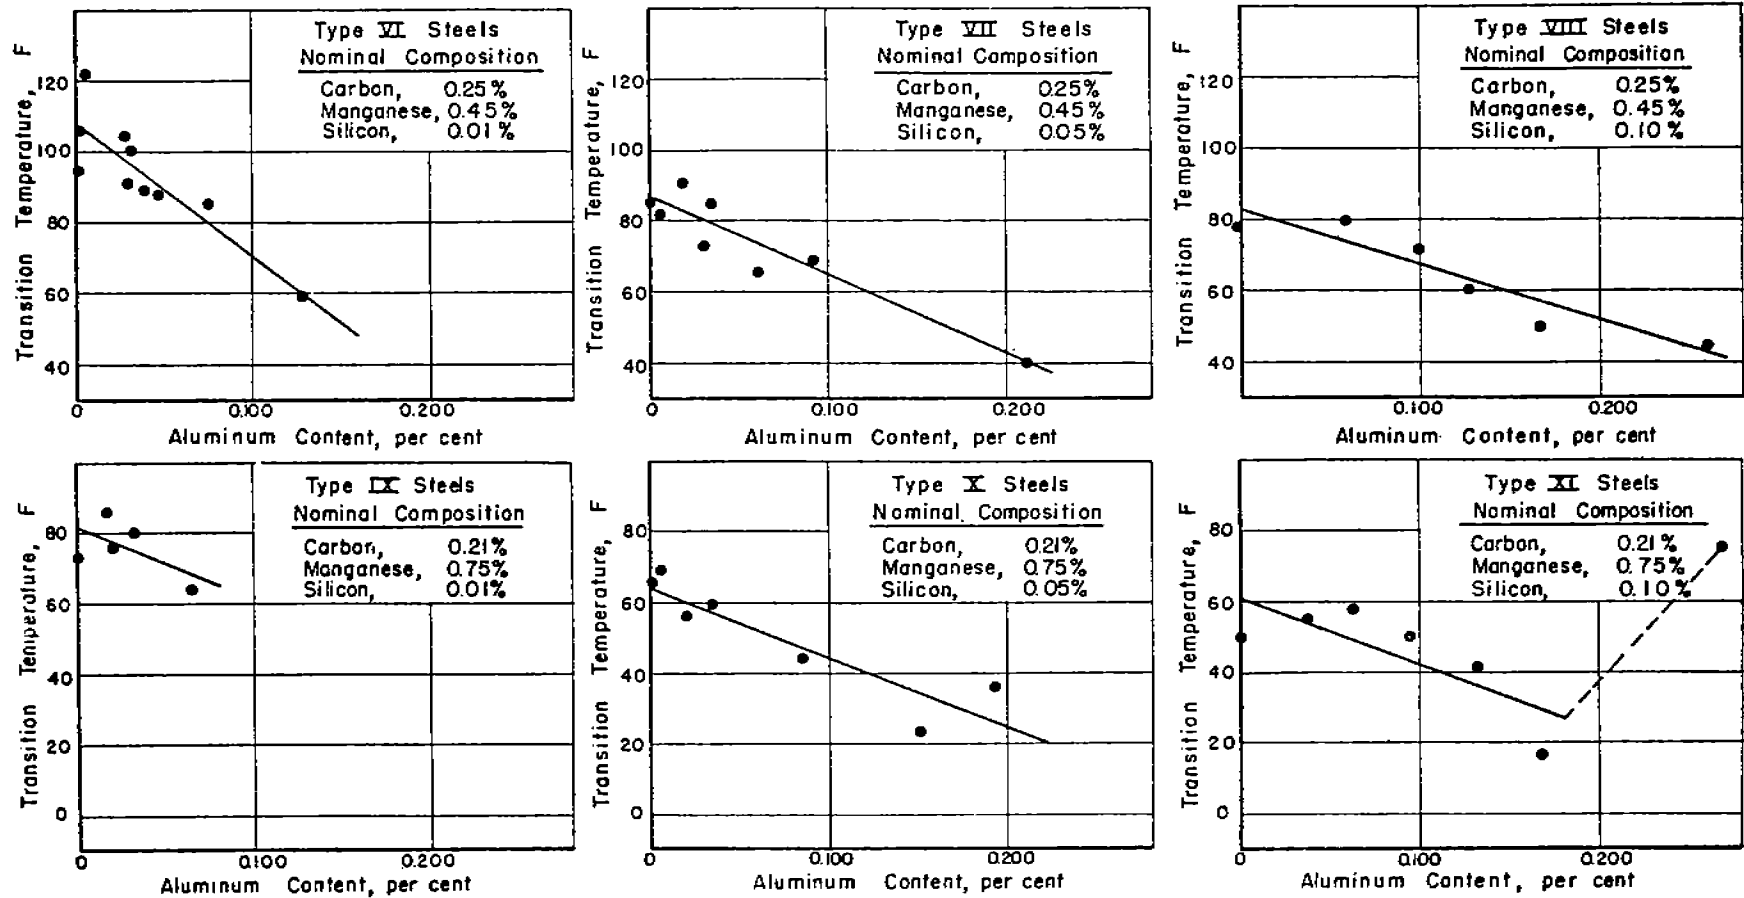 Type VI Steels
Nominal Composition
Carbon, 0.25%
Manganese, 0.45%
Silicon, 0.01%
Transition Temperature, F
120
100
80
60
40
0 0.100 0.200
Aluminum Content, per cent
Type VII Steels
Nominal Composition
Carbon, 0.25%
Manganese, 0.45%
Silicon, 0.05%
Transition Temperature, F
120
100
80
60
40
0 0.100 0.200
Aluminum Content, per cent
Type VIII Steels
Nominal Composition
Carbon, 0.25%
Manganese, 0.45%
Silicon, 0.10%
Transition Temperature, F
120
100
80
60
40
0.100 0.200
Aluminum Content, per cent
Type IX Steels
Nominal Composition
Carbon, 0.21%
Manganese, 0.75%
Silicon, 0.01%
Transition Temperature, F
80
60
40
20
0
0 0.100 0.200
Aluminum Content, per cent
Type X Steels
Nominal Composition
Carbon, 0.21%
Manganese, 0.75%
Silicon, 0.05%
Transition Temperature, F
80
60
40
20
0
0 0.100 0.200
Aluminum Content, per cent
Type XI Steels
Nominal Composition
Carbon, 0.21%
Manganese, 0.75%
Silicon, 0.10%
Transition Temperature, F
80
60
40
20
0
0 0.100 0.200
Aluminum Content, per cent